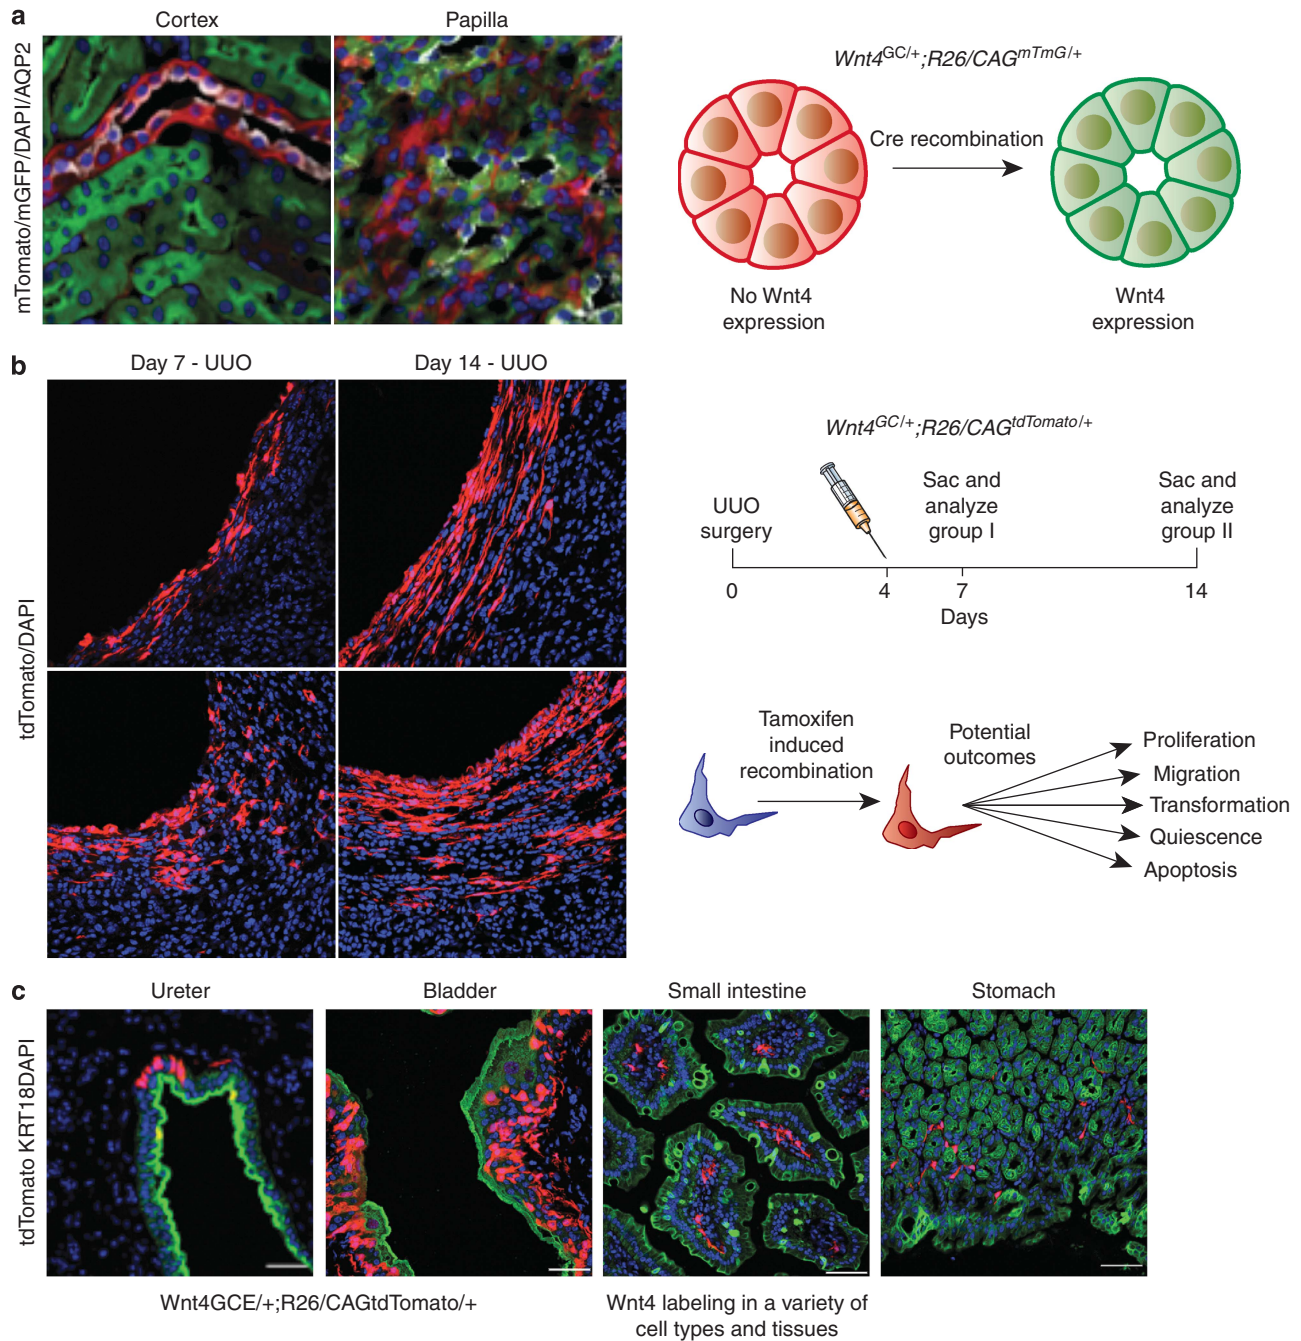 a
Cortex
Papilla
mTomato/mGFP/DAPI/AQP2
Wnt4GC/+;R26/CAGmTmG/+
Cre recombination
No Wnt4
expression
Wnt4
expression
b
Day 7 - UUO
Day 14 - UUO
tdTomato/DAPI
Wnt4GC/+;R26/CAGtdTomato/+
UUO
surgery
Sac and
analyze
group I
Sac and
analyze
group II
0
4
7
14
Days
Tamoxifen
induced
recombination
Potential
outcomes
Proliferation
Migration
Transformation
Quiescence
Apoptosis
c
Ureter
Bladder
Small intestine
Stomach
tdTomato KRT18DAPI
Wnt4GCE/+;R26/CAGtdTomato/+
Wnt4 labeling in a variety of
cell types and tissues